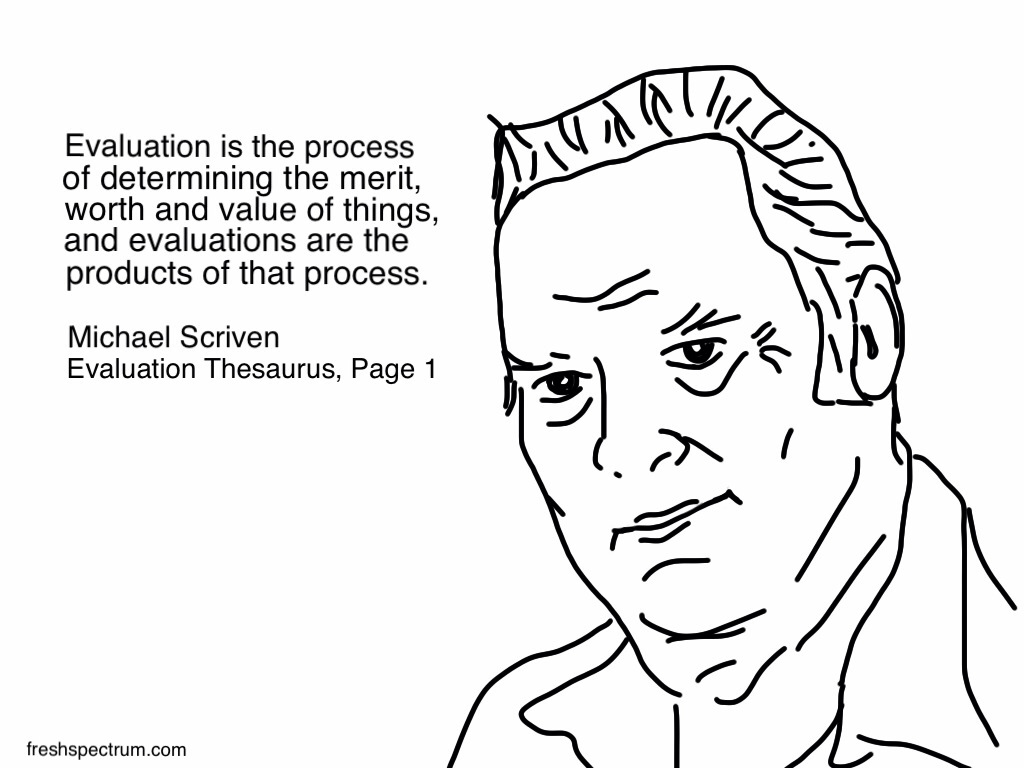 Evaluation is the process
of determining the merit,
worth and value of things,
and evaluations are the
products of that process.
Michael Scriven
Evaluation Thesaurus, Page 1
freshspectrum.com